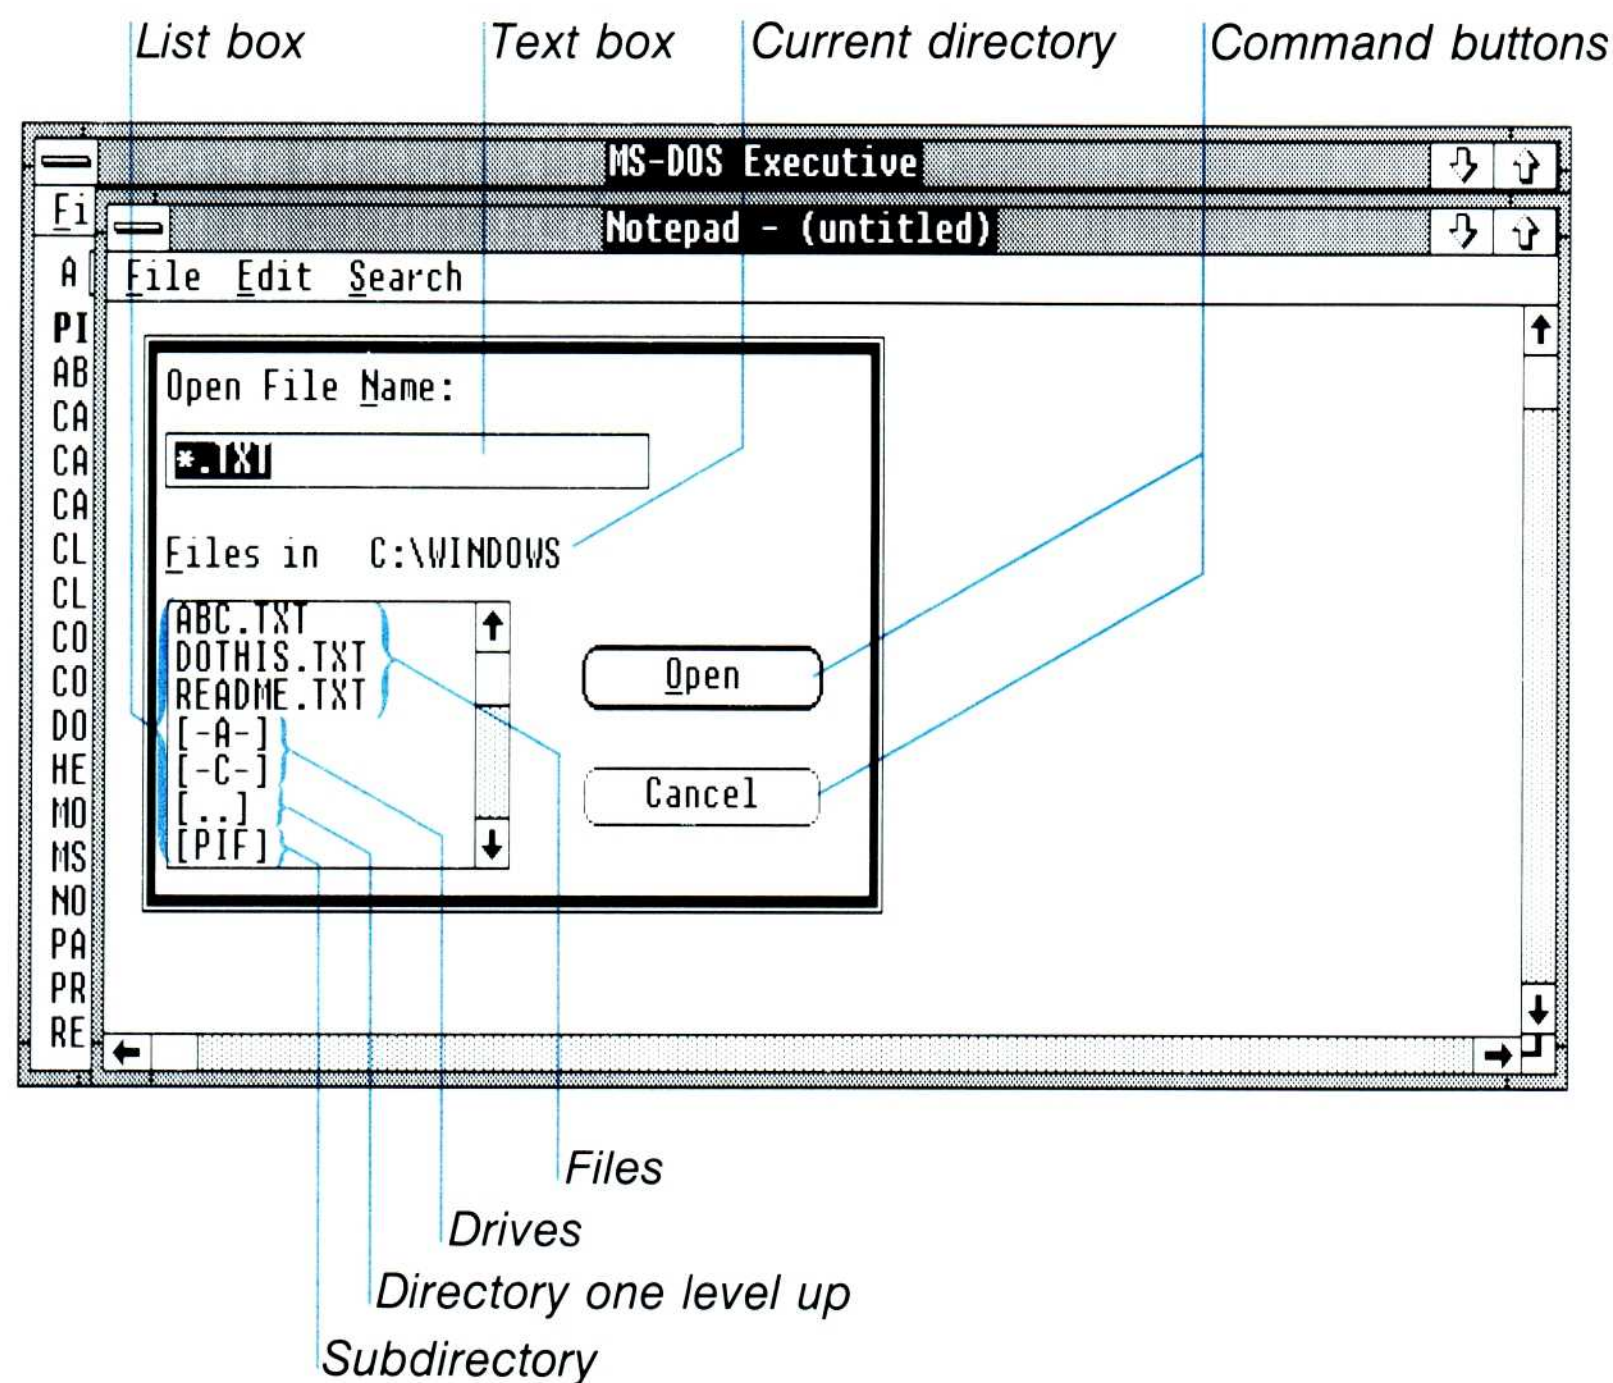 List box
Text box
Current directory
Command buttons
MS-DOS Executive
Fi
Notepad - (untitled)
A
File Edit Search
PI
AB
CA
CA
CA
CL
CL
CO
CO
DO
HE
MO
MS
NO
PA
PR
RE
Open File Name:
*.TXT
Files in C:\WINDOWS
ABC.TXT
DOTHIS.TXT
README.TXT
[-A-]
[-C-]
[..]
[PIF]
Open
Cancel
Files
Drives
Directory one level up
Subdirectory